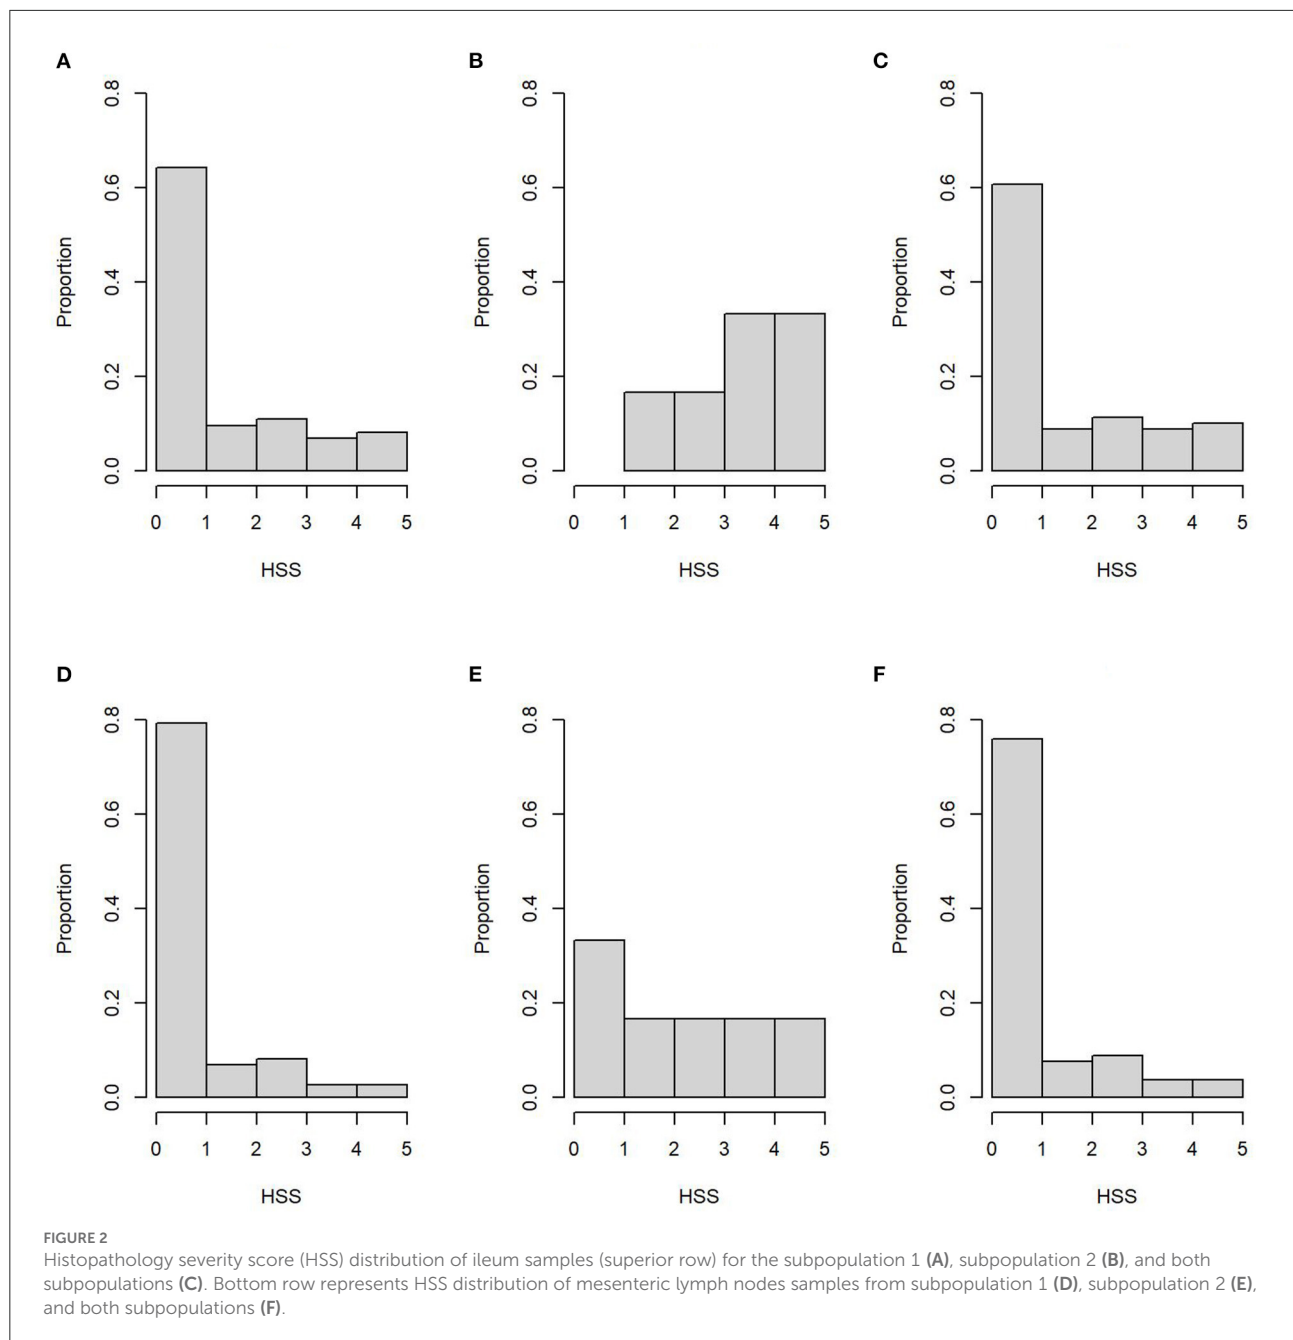 A
B
C
0.8
0.6
0.4
0.2
0.0
Proportion
0 1 2 3 4 5
HSS
0.8
0.6
0.4
0.2
0.0
Proportion
0 1 2 3 4 5
HSS
0.8
0.6
0.4
0.2
0.0
Proportion
0 1 2 3 4 5
HSS
D
E
F
0.8
0.6
0.4
0.2
0.0
Proportion
0 1 2 3 4 5
HSS
0.8
0.6
0.4
0.2
0.0
Proportion
0 1 2 3 4 5
HSS
0.8
0.6
0.4
0.2
0.0
Proportion
0 1 2 3 4 5
HSS
FIGURE 2
Histopathology severity score (HSS) distribution of ileum samples (superior row) for the subpopulation 1 (A), subpopulation 2 (B), and both
subpopulations (C). Bottom row represents HSS distribution of mesenteric lymph nodes samples from subpopulation 1 (D), subpopulation 2 (E),
and both subpopulations (F).